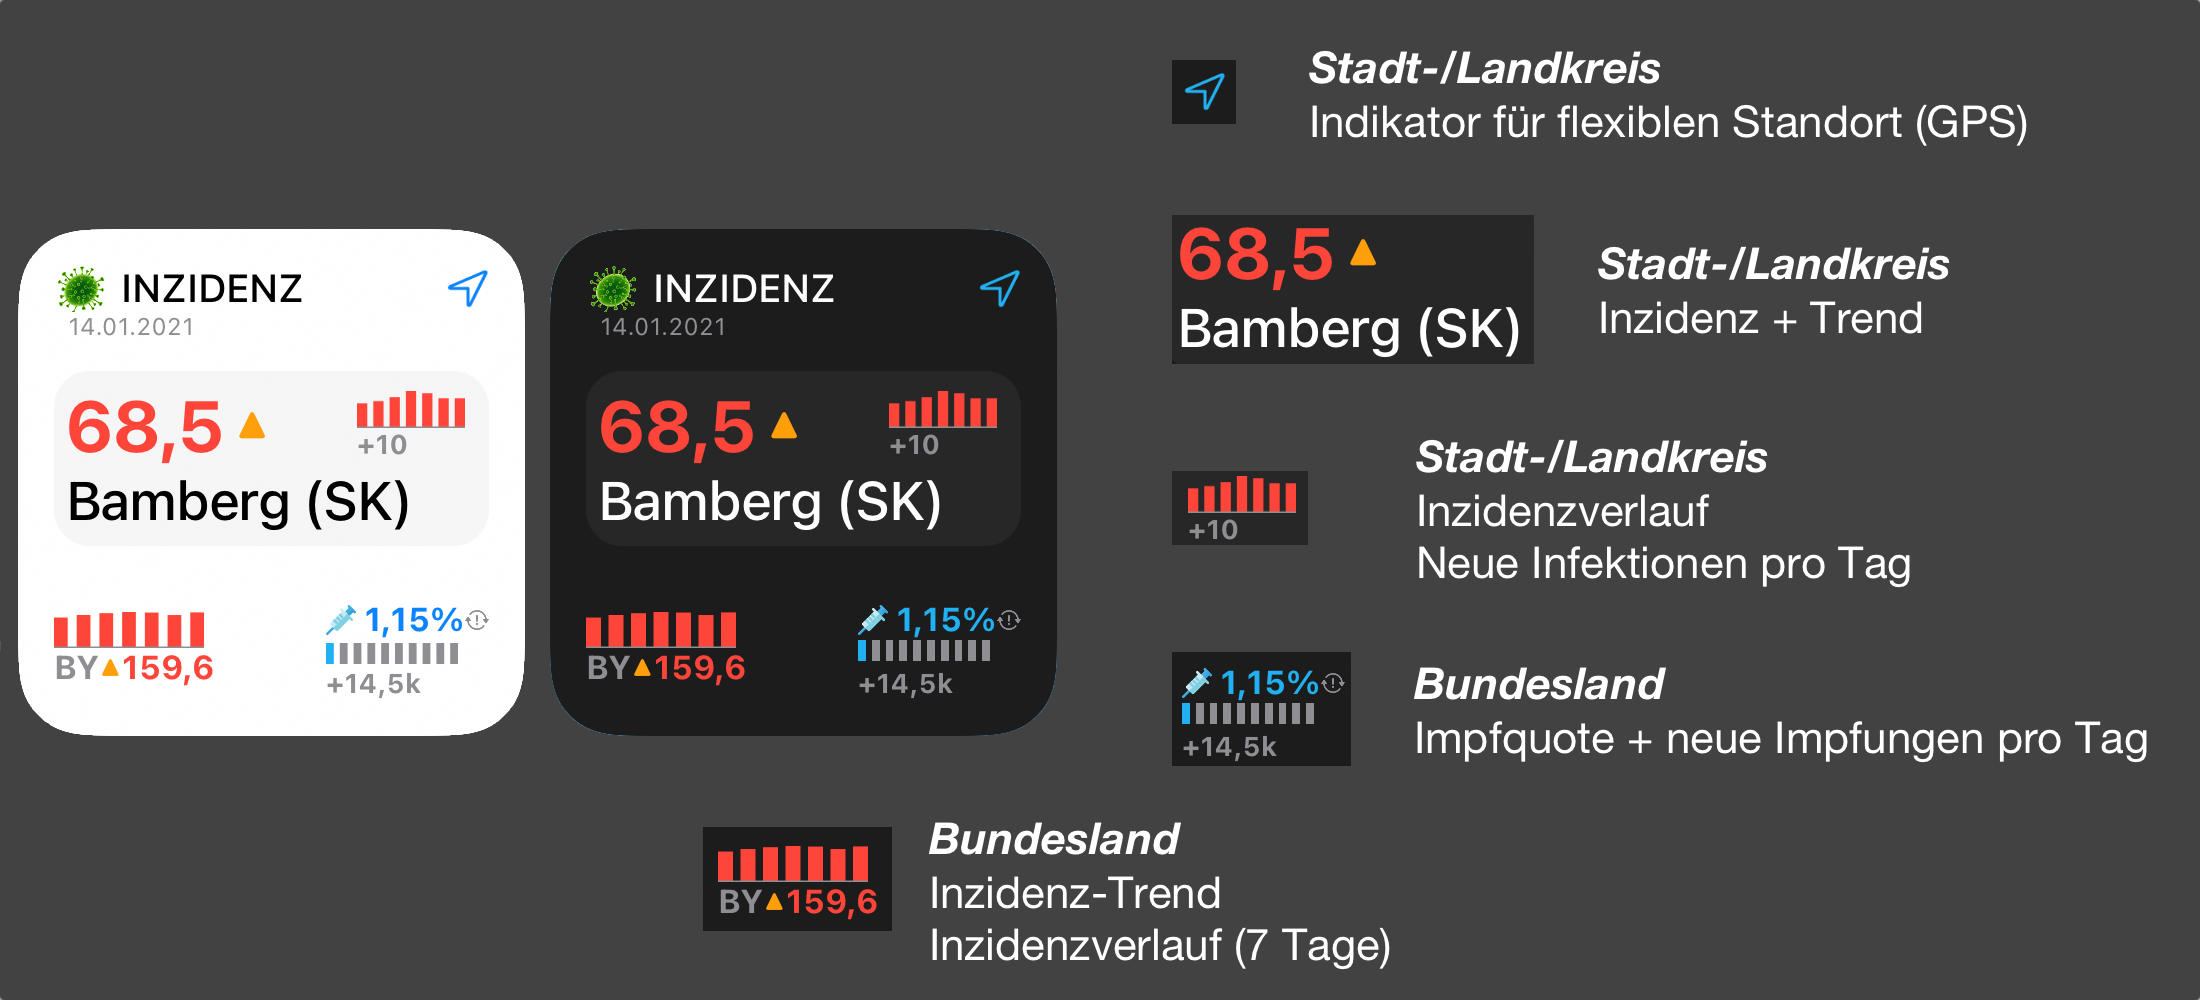 INZIDENZ
14.01.2021
68,5
+10
Bamberg (SK)
BY 159,6
1,15%
+14,5k
INZIDENZ
14.01.2021
68,5
+10
Bamberg (SK)
BY 159,6
1,15%
+14,5k
Stadt-/Landkreis
Indikator für flexiblen Standort (GPS)
68,5
Bamberg (SK)
Stadt-/Landkreis
Inzidenz + Trend
+10
Stadt-/Landkreis
Inzidenzverlauf
Neue Infektionen pro Tag
1,15%
+14,5k
Bundesland
Impfquote + neue Impfungen pro Tag
BY 159,6
Bundesland
Inzidenz-Trend
Inzidenzverlauf (7 Tage)